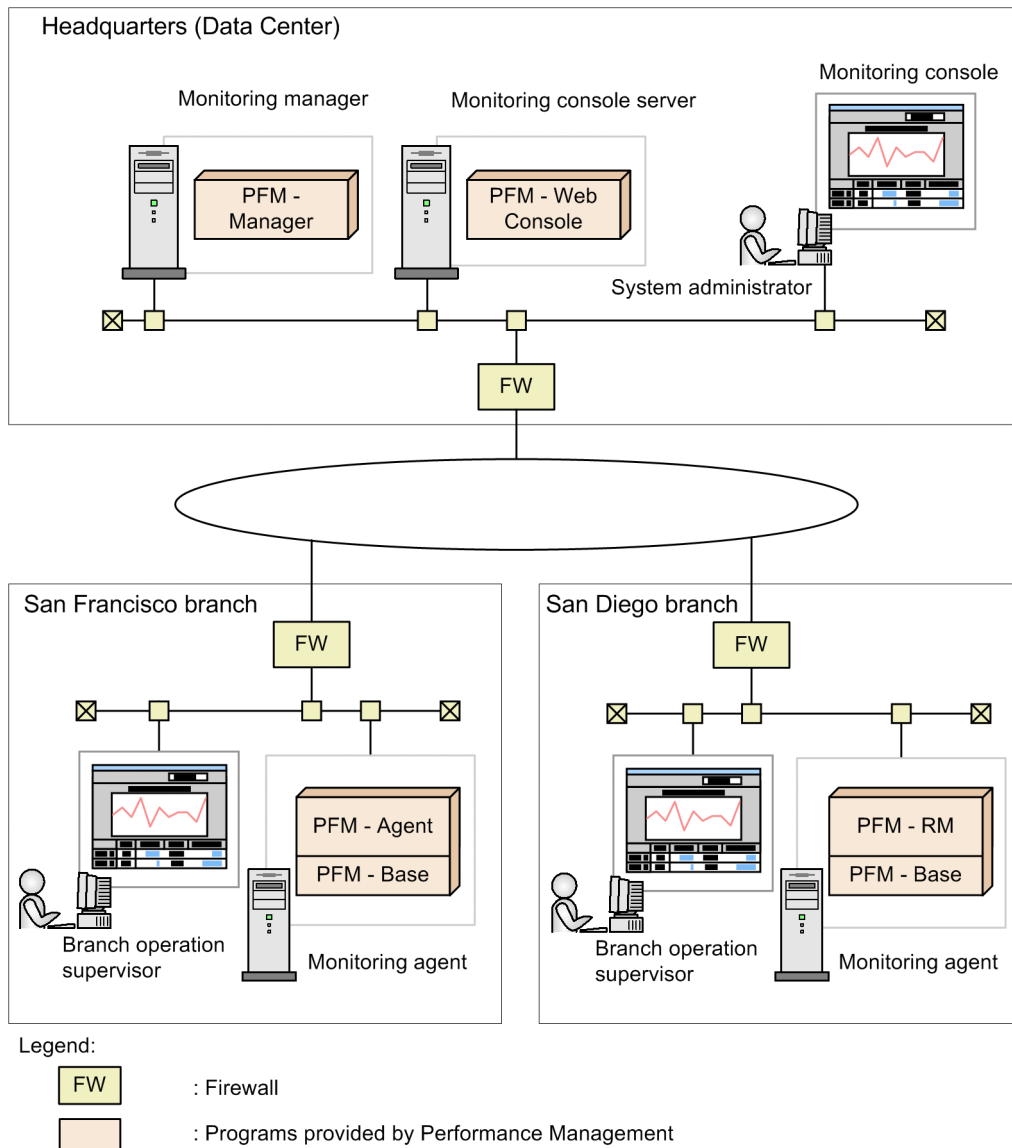 Headquarters (Data Center)
Monitoring console
Monitoring manager
Monitoring console server
PFM -
Manager
PFM - Web
Console
System administrator
FW
San Francisco branch
San Diego branch
FW
FW
PFM - Agent
PFM - Base
PFM - RM
PFM - Base
Branch operation
supervisor
Monitoring agent
Branch operation
supervisor
Monitoring agent
Legend:
FW
: Firewall
: Programs provided by Performance Management